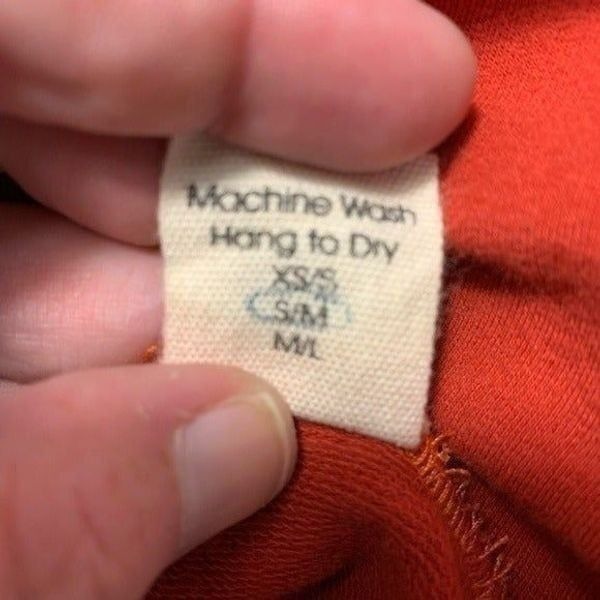 Machine Wash
Hang to Dry
XS/S
S/M
M/L